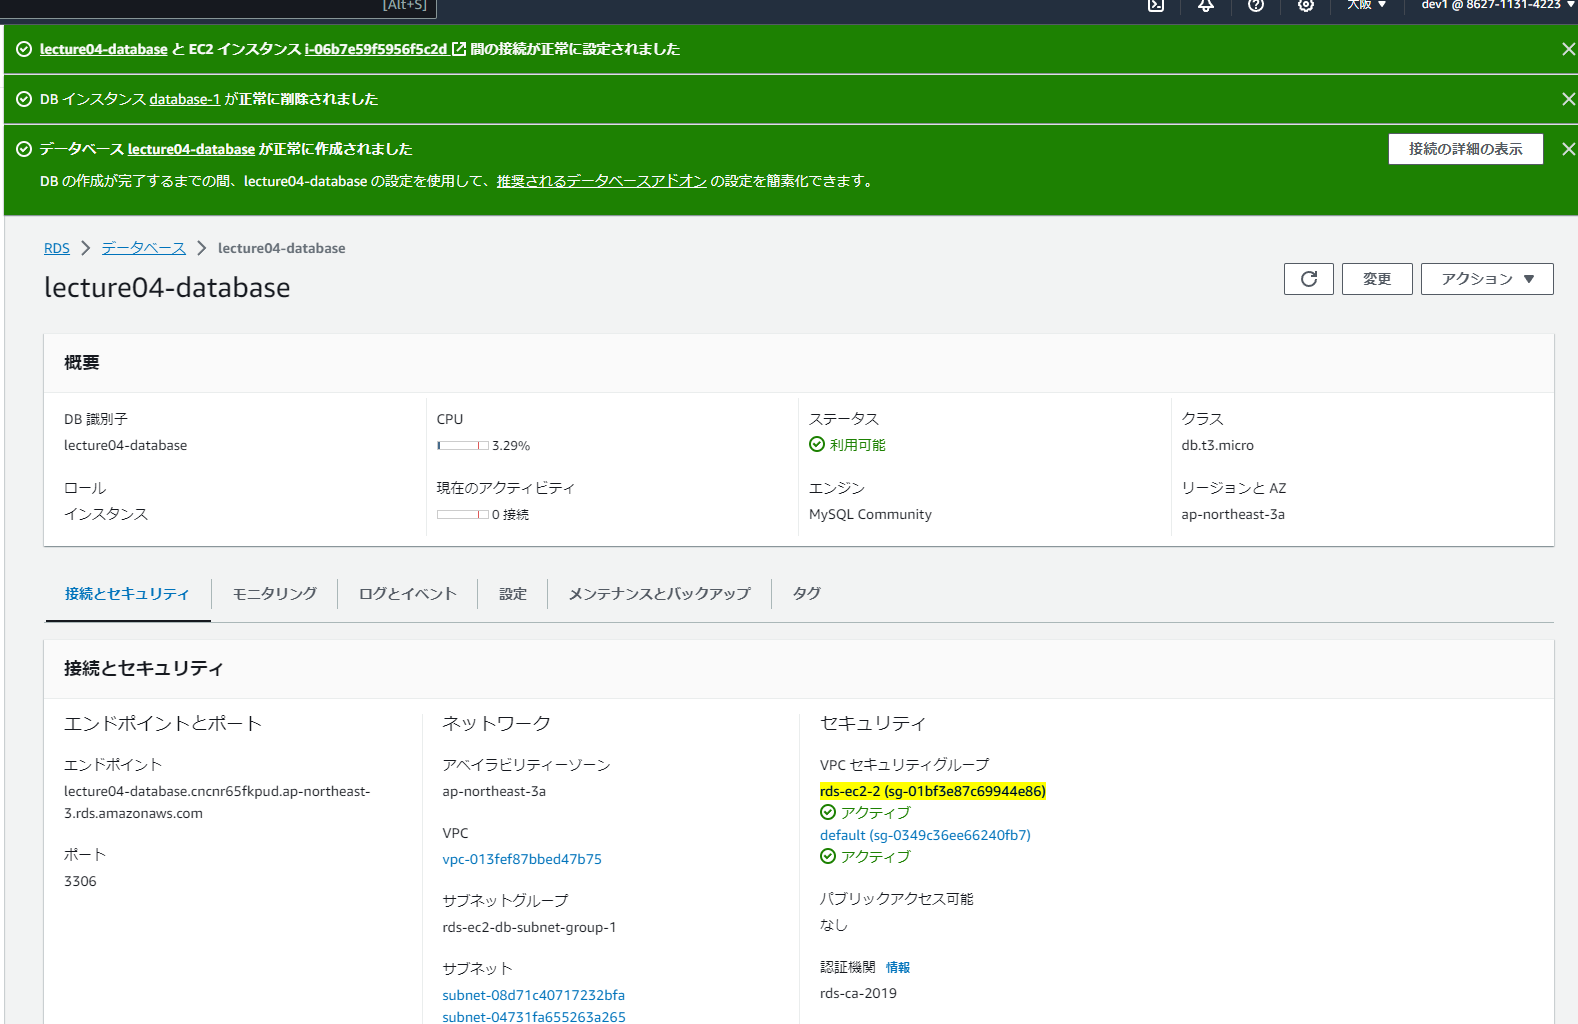 [Alt+S]
大阪 ▼
dev1 @ 8627-1131-4223 ▼
lecture04-database と EC2 インスタンス i-06b7e59f5956f5c2d 間の接続が正常に設定されました
DB インスタンス database-1 が正常に削除されました
データベース lecture04-database が正常に作成されました
接続の詳細の表示
DB の作成が完了するまでの間、lecture04-database の設定を使用して、推奨されるデータベースアドオン の設定を簡素化できます。
RDS > データベース > lecture04-database
lecture04-database
変更
アクション ▼
概要
DB 識別子
lecture04-database
CPU
3.29%
ステータス
利用可能
クラス
db.t3.micro
ロール
インスタンス
現在のアクティビティ
0 接続
エンジン
MySQL Community
リージョンと AZ
ap-northeast-3a
接続とセキュリティ
モニタリング
ログとイベント
設定
メンテナンスとバックアップ
タグ
接続とセキュリティ
エンドポイントとポート
エンドポイント
lecture04-database.cncnr65fkpud.ap-northeast-
3.rds.amazonaws.com
ポート
3306
ネットワーク
アベイラビリティーゾーン
ap-northeast-3a
VPC
vpc-013fef87bbed47b75
サブネットグループ
rds-ec2-db-subnet-group-1
サブネット
subnet-08d71c40717232bfa
subnet-04731fa655263a265
セキュリティ
VPC セキュリティグループ
rds-ec2-2 (sg-01bf3e87c69944e86)
アクティブ
default (sg-0349c36ee66240fb7)
アクティブ
パブリックアクセス可能
なし
認証機関 情報
rds-ca-2019